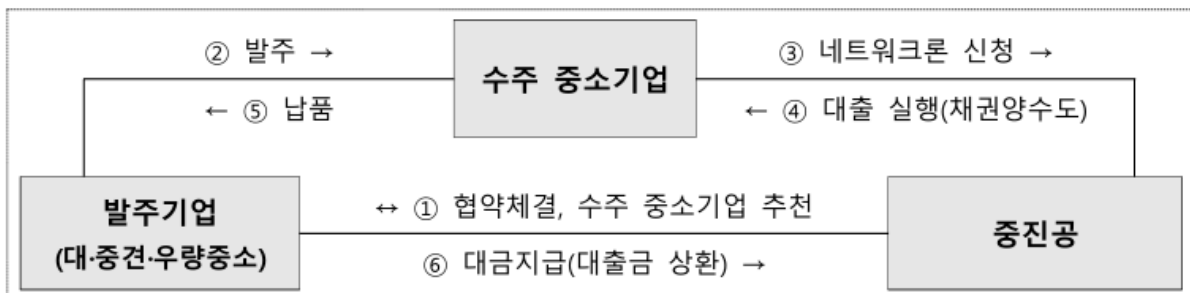 ② 발주 →
③ 네트워크론 신청 →
수주 중소기업
← ⑤ 납품
← ④ 대출 실행(채권양수도)
발주기업
(대·중견·우량중소)
↔ ① 협약체결, 수주 중소기업 추천
중진공
⑥ 대금지급(대출금 상환) →